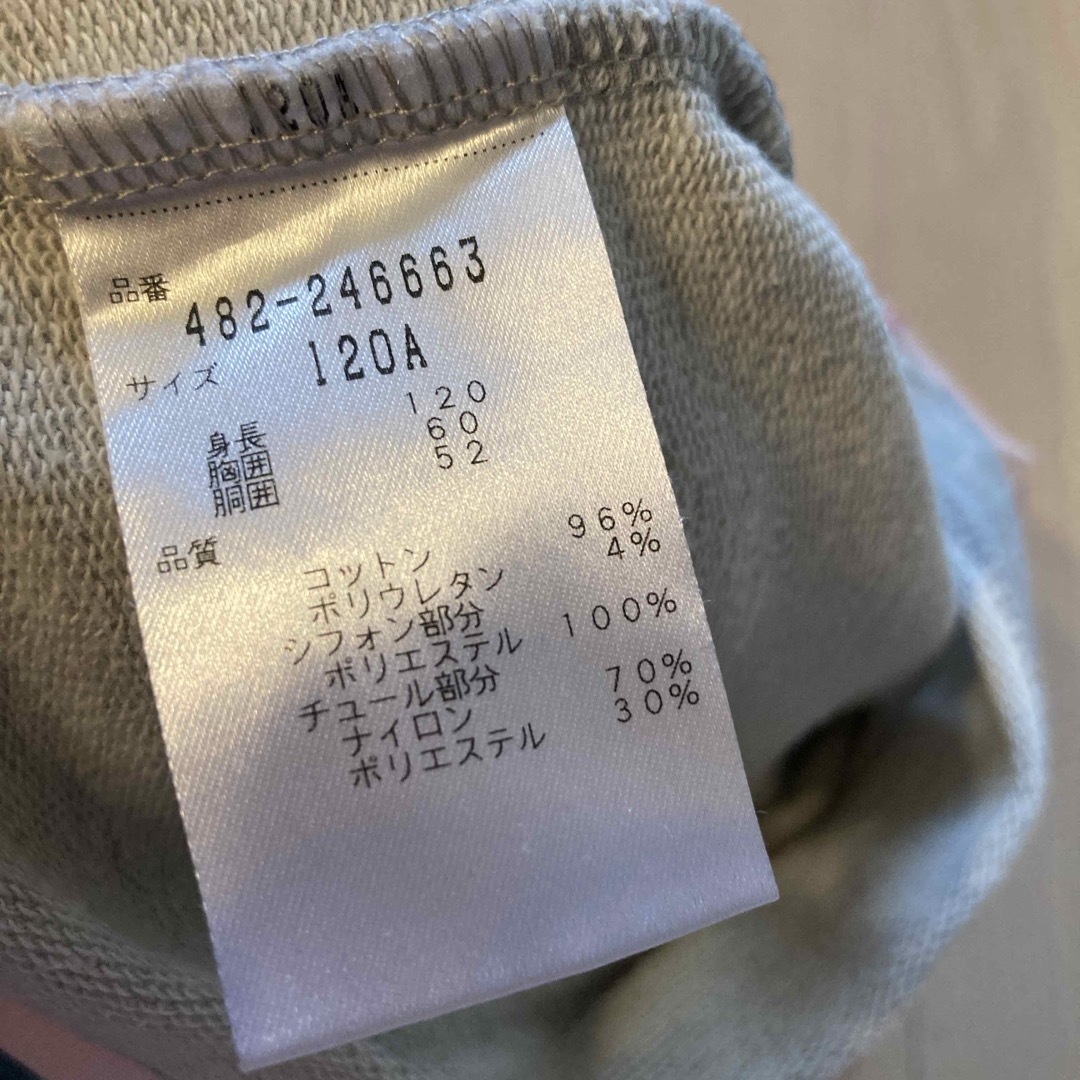 120A
品番 482-246663
サイズ 120A
身長 120
胸囲 60
胴囲 52
品質 コットン 96%
ポリウレタン 4%
シフォン部分
ポリエステル 100%
チュール部分
ナイロン 70%
ポリエステル 30%